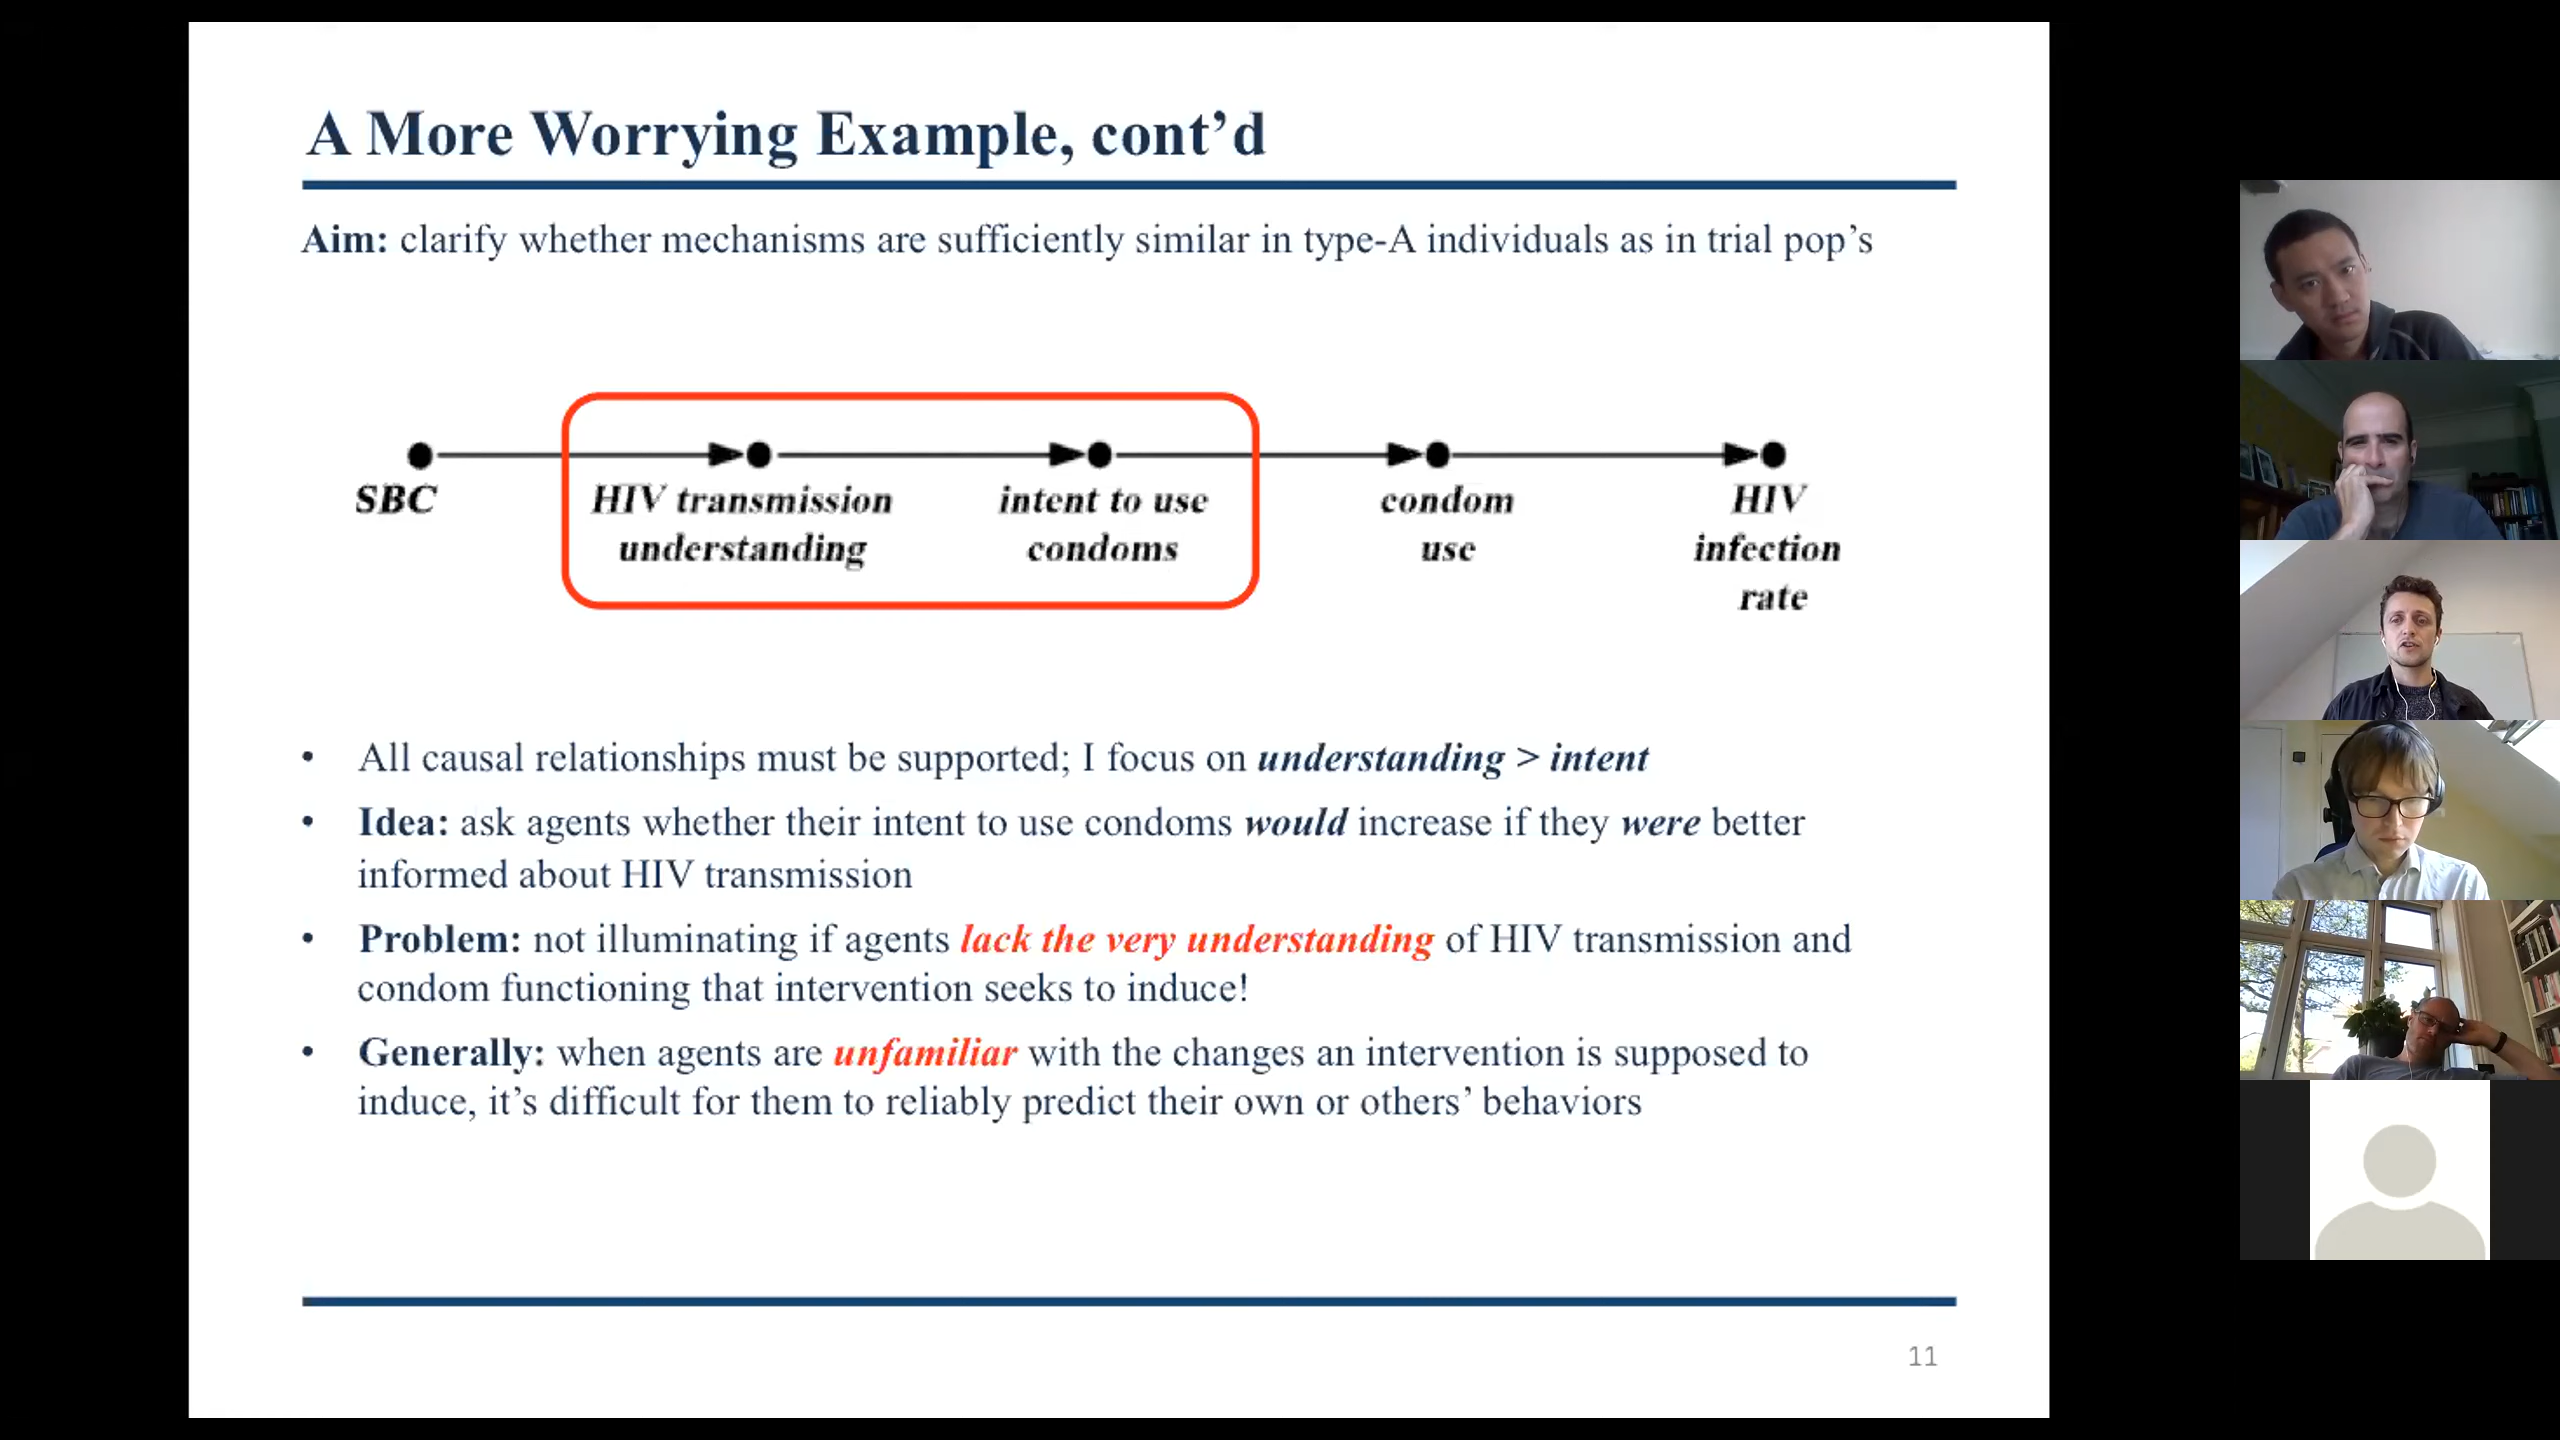 A More Worrying Example, cont’d
Aim: clarify whether mechanisms are sufficiently similar in type-A individuals as in trial pop’s
SBC
HIV transmission
understanding
intent to use
condoms
condom
use
HIV
infection
rate
• All causal relationships must be supported; I focus on understanding > intent
• Idea: ask agents whether their intent to use condoms would increase if they were better
informed about HIV transmission
• Problem: not illuminating if agents lack the very understanding of HIV transmission and
condom functioning that intervention seeks to induce!
• Generally: when agents are unfamiliar with the changes an intervention is supposed to
induce, it’s difficult for them to reliably predict their own or others’ behaviors
11